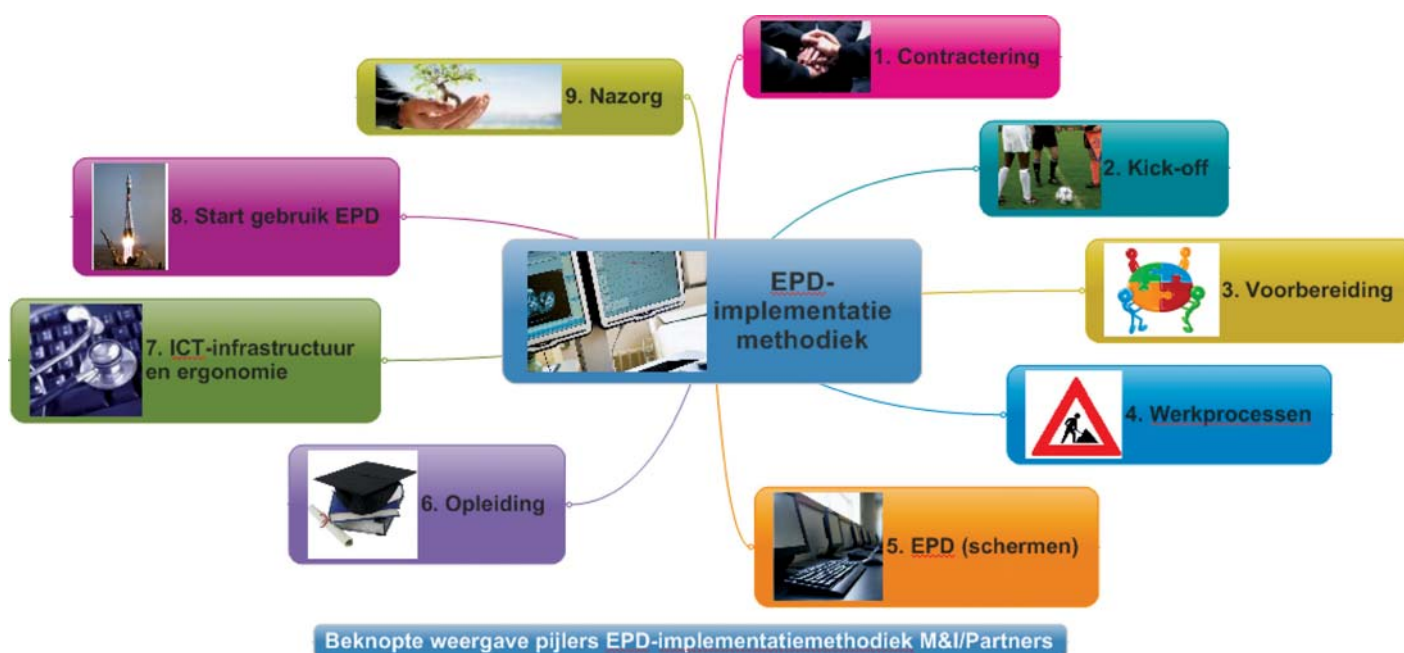 EPD-
implementatie
methodiek
1. Contractering
2. Kick-off
3. Voorbereiding
4. Werkprocessen
5. EPD (schermen)
6. Opleiding
7. ICT-infrastructuur
en ergonomie
8. Start gebruik EPD
9. Nazorg
Beknopte weergave pijlers EPD-implementatiemethodiek M&I/Partners